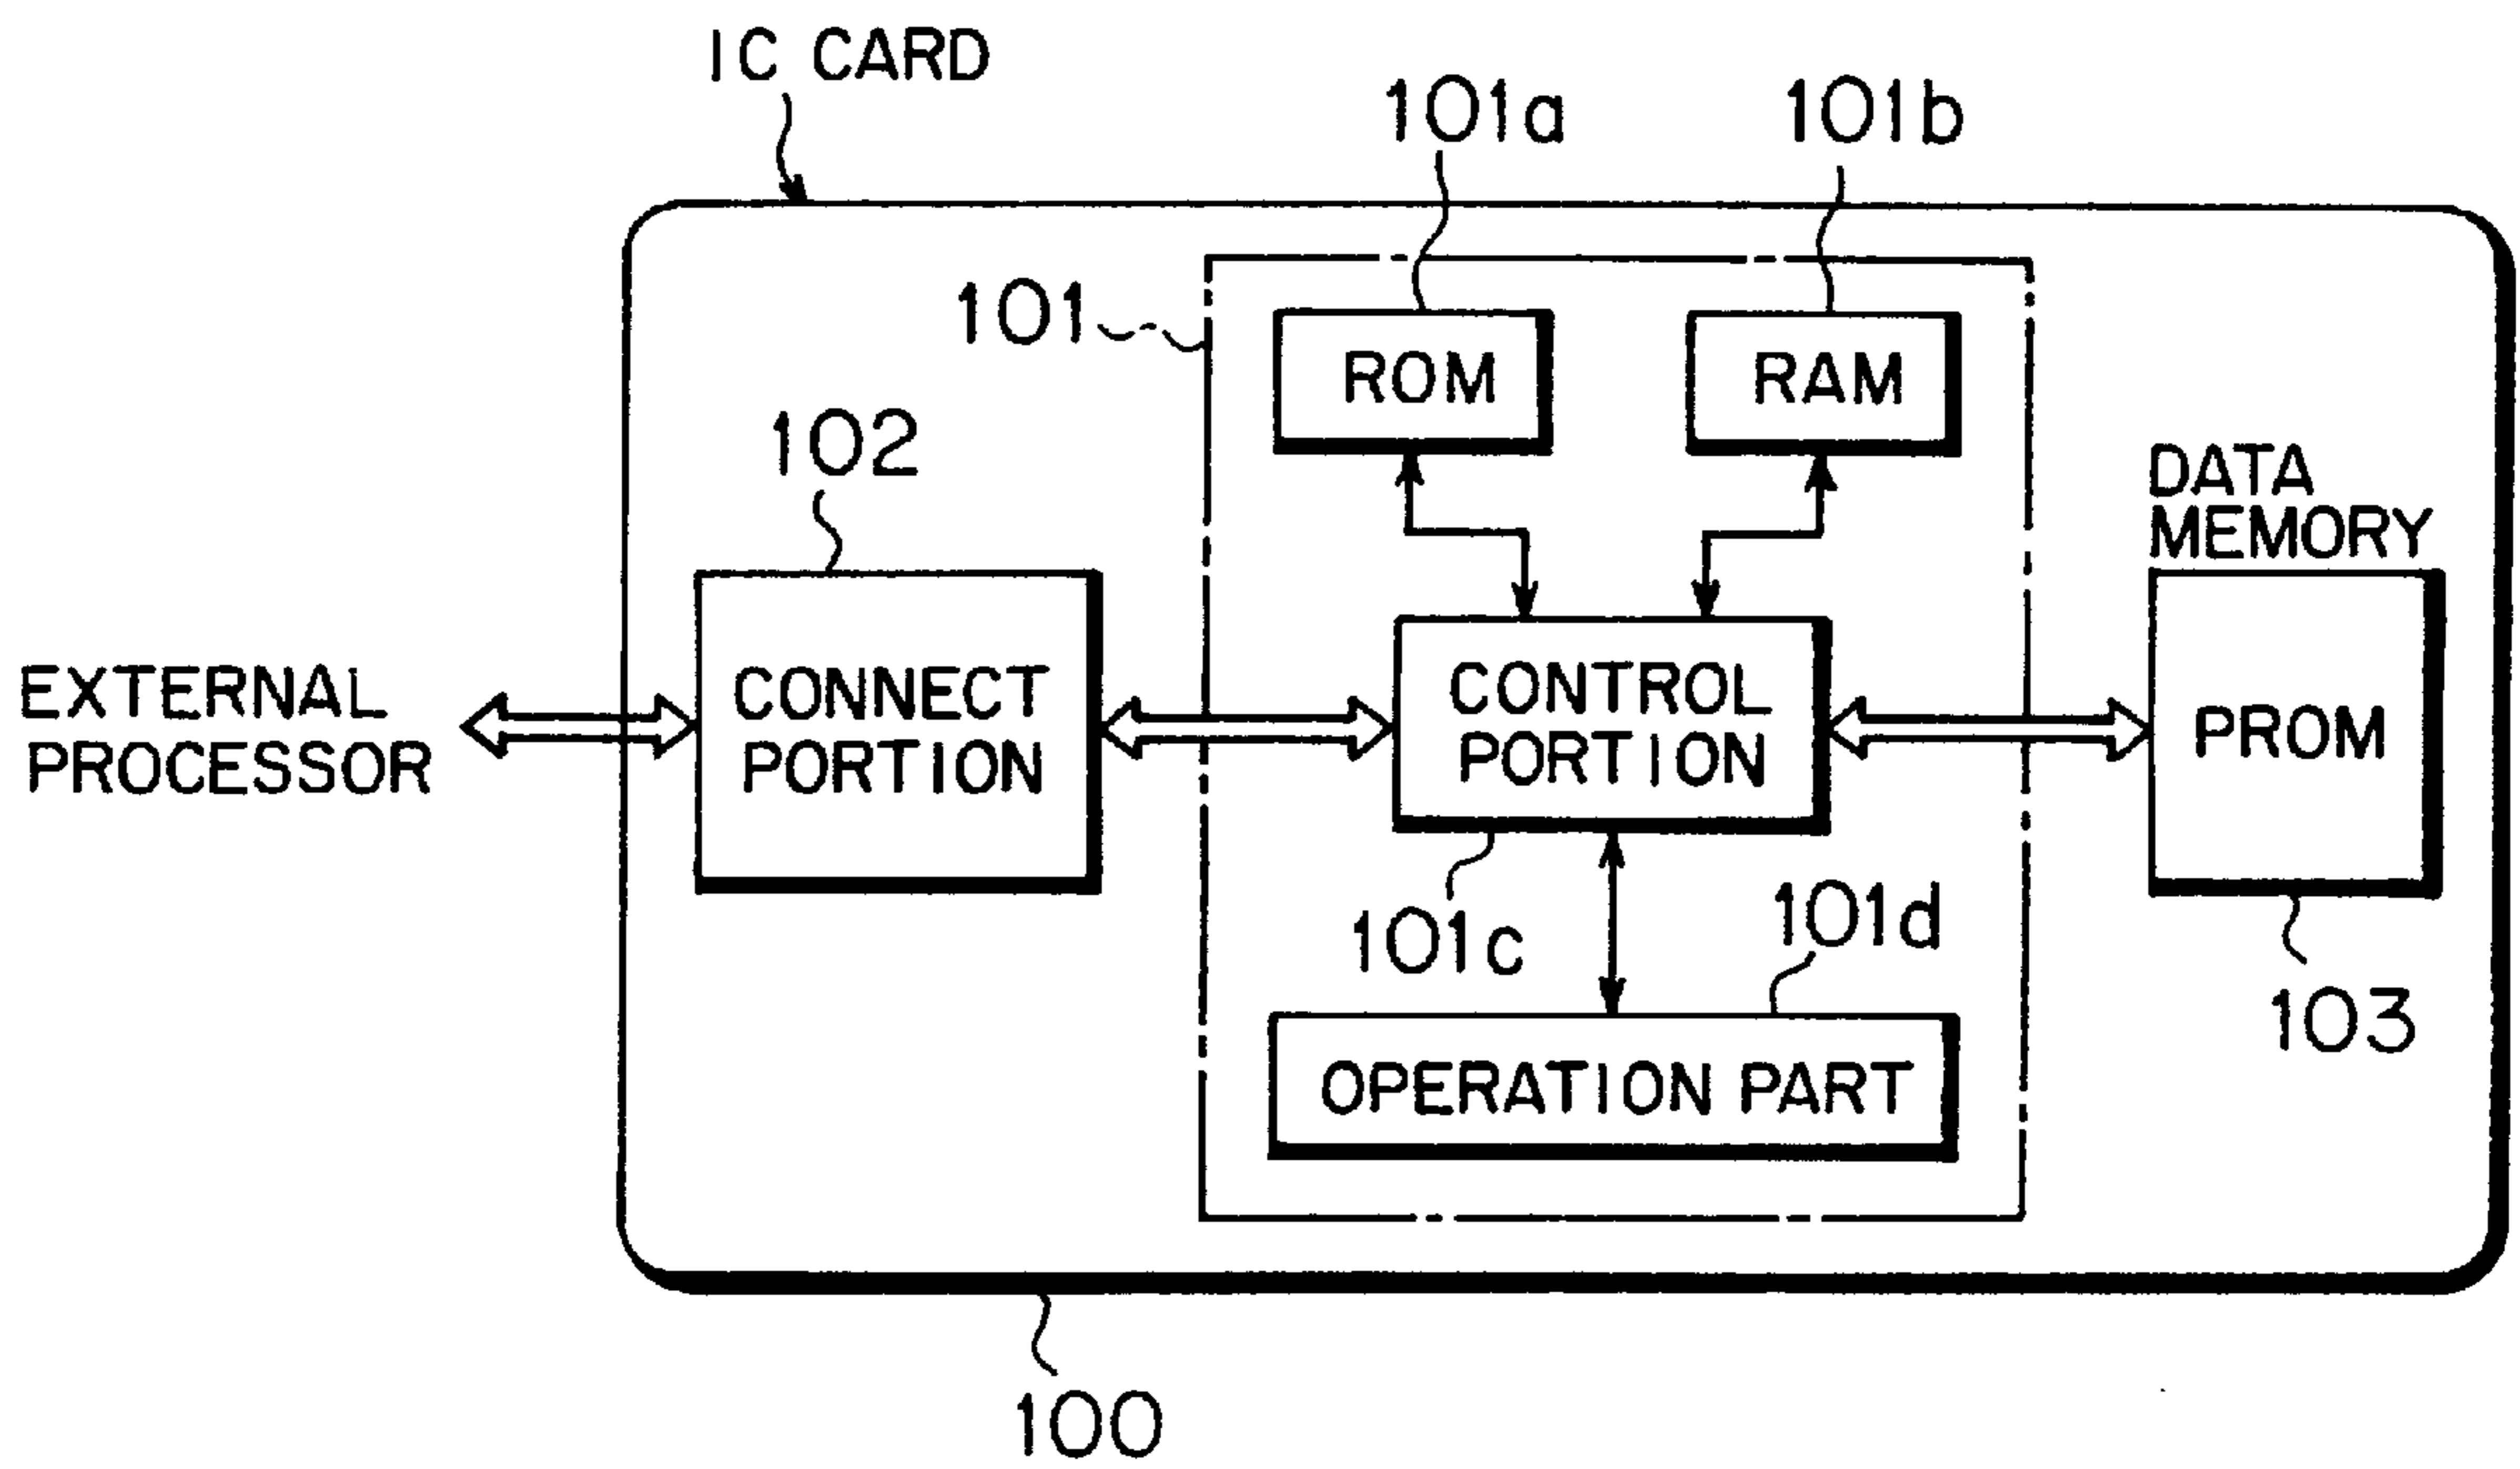 IC CARD
101a
101b
101
ROM
RAM
102
DATA
MEMORY
EXTERNAL
PROCESSOR
CONNECT
PORTION
CONTROL
PORTION
PROM
101c
101d
103
OPERATION PART
100